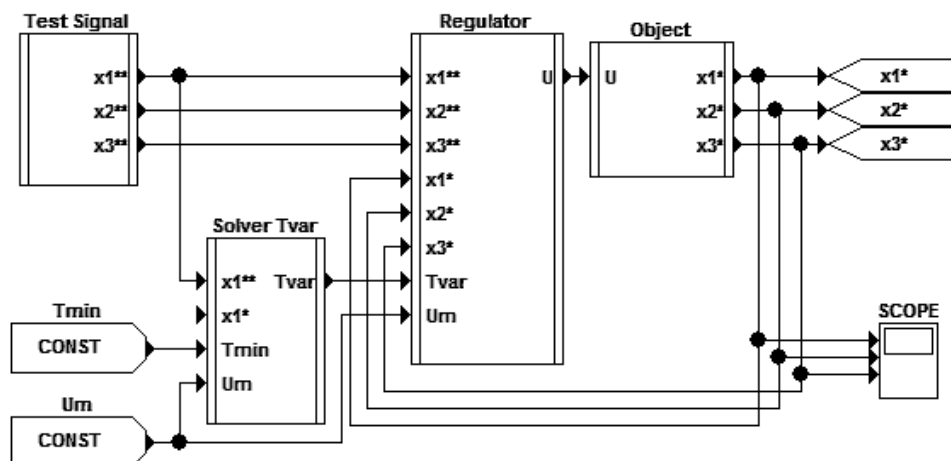 Test Signal
x1**
x2**
x3**
Regulator
x1**
x2**
x3**
x1*
x2*
x3*
Tvar
Um
U
Object
U
x1*
x2*
x3*
x1*
x2*
x3*
Solver Tvar
x1**
x1*
Tmin
Um
Tvar
Tmin
CONST
Um
CONST
SCOPE